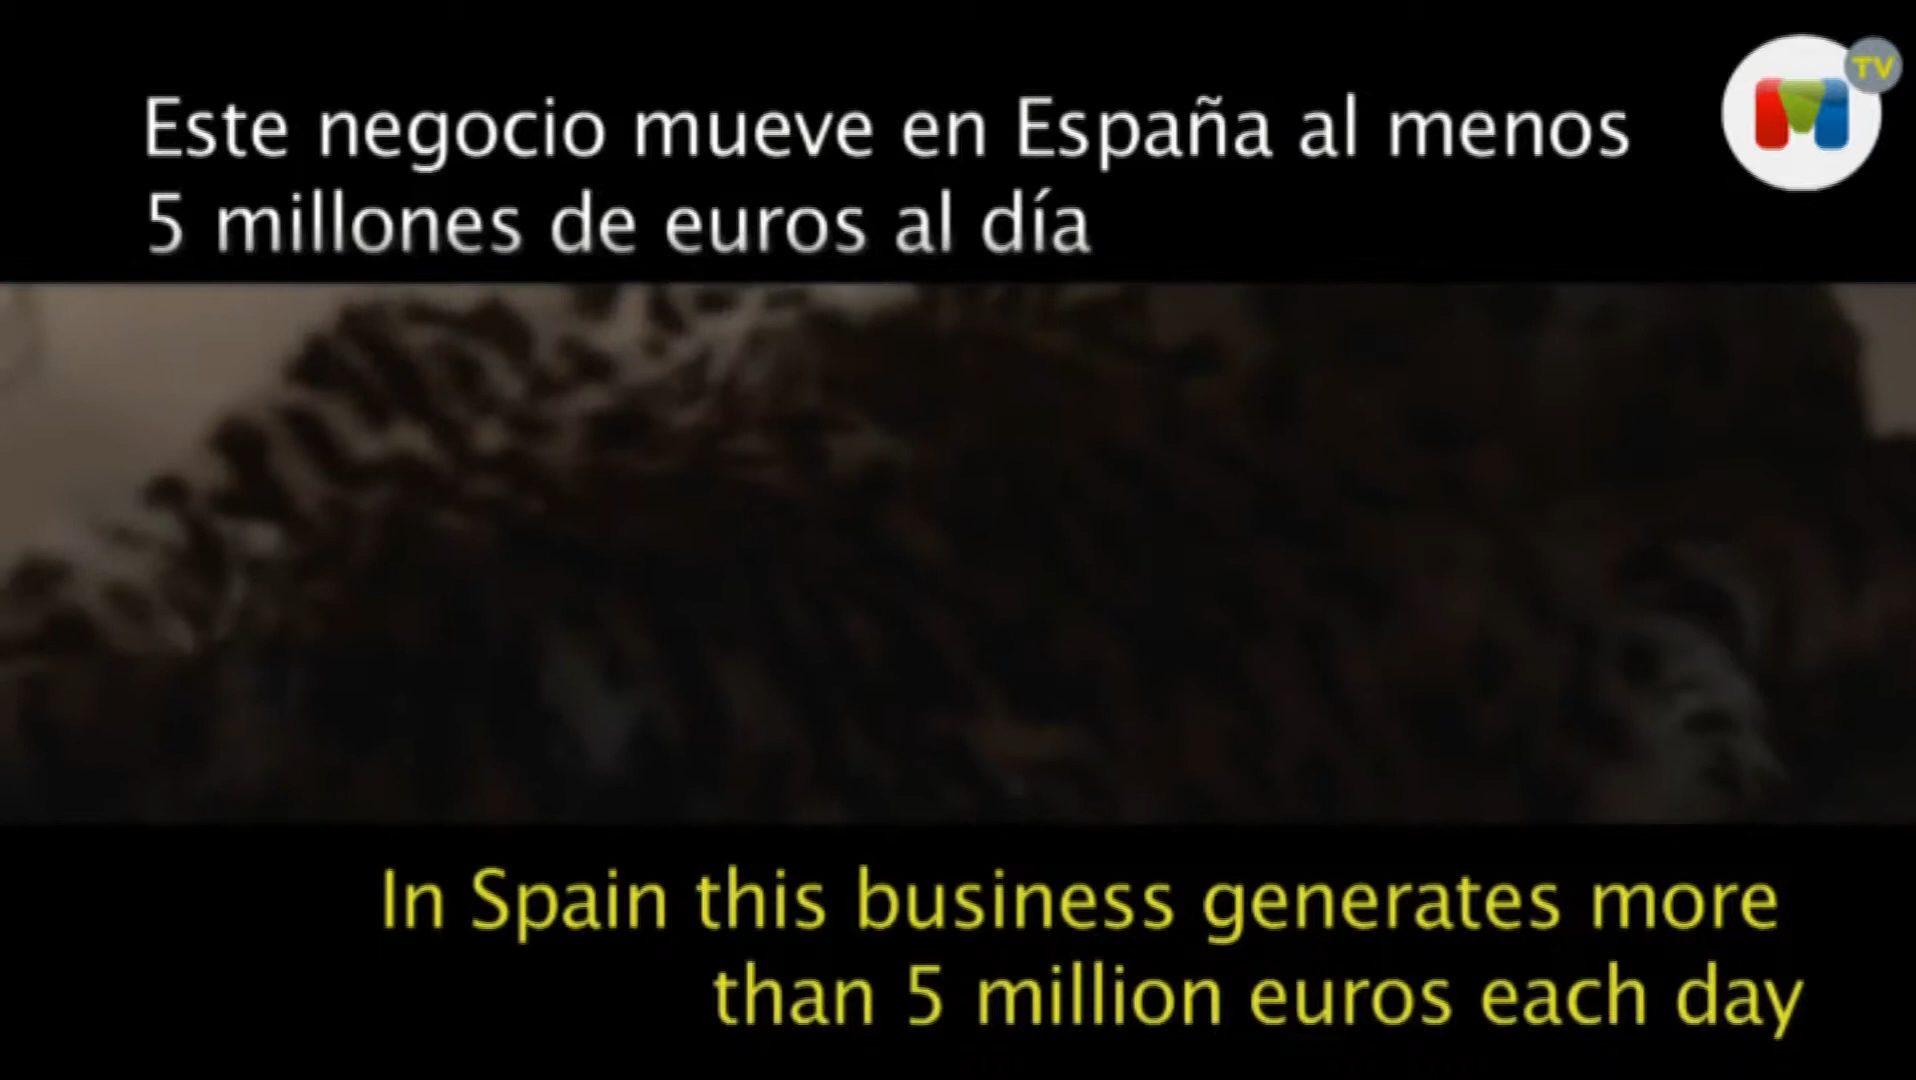 TV
Este negocio mueve en España al menos
5 millones de euros al día
In Spain this business generates more
than 5 million euros each day